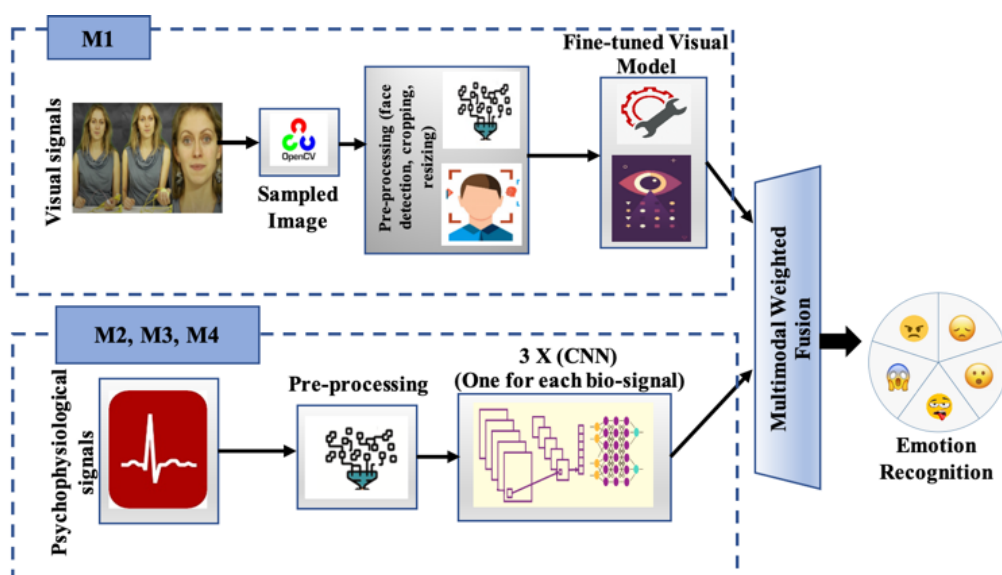 M1
Visual signals
OpenCV
Sampled
Image
Pre-processing (face
detection, cropping,
resizing)
Fine-tuned Visual
Model
M2, M3, M4
Psychophysiological
signals
Pre-processing
3 X (CNN)
(One for each bio-signal)
Multimodal Weighted
Fusion
Emotion
Recognition